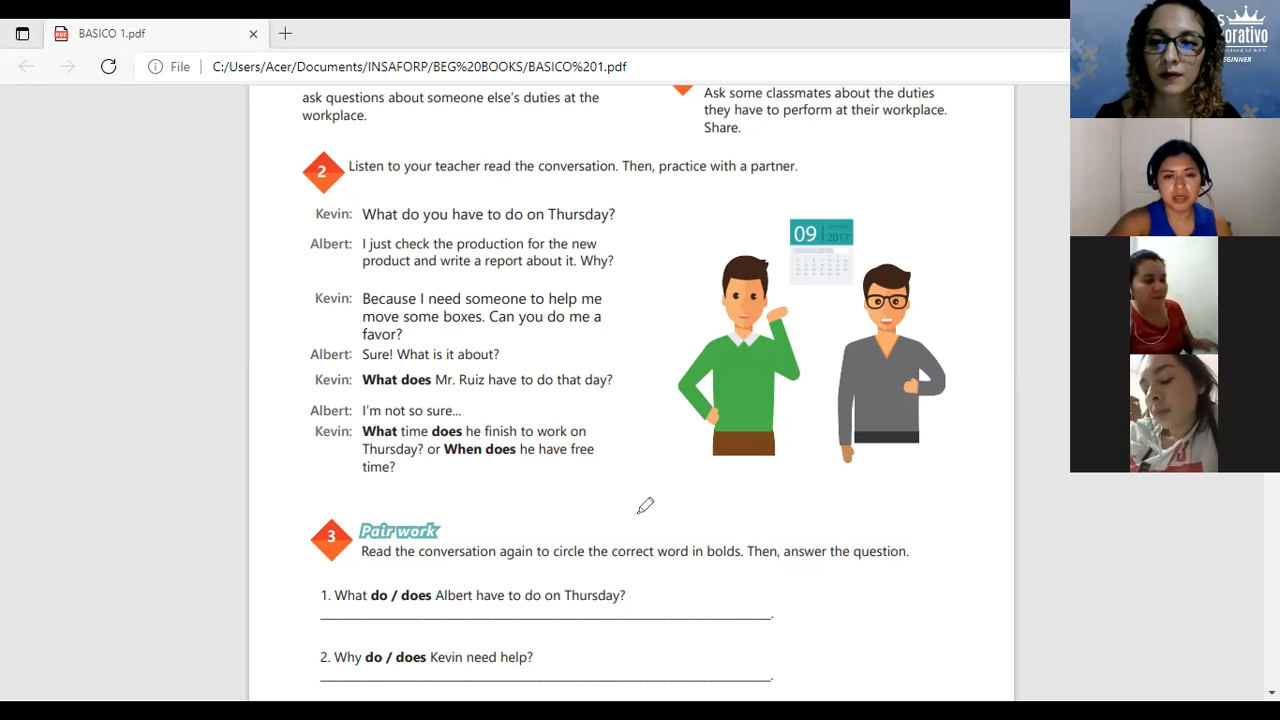 BASICO 1.pdf
File
C:/Users/Acer/Documents/INSAFORP/BEG%20BOOKS/BASICO%201.pdf
orativo
EGINNER
ask questions about someone else's duties at the
workplace.
Ask some classmates about the duties
they have to perform at their workplace.
Share.
2 Listen to your teacher read the conversation. Then, practice with a partner.
Kevin: What do you have to do on Thursday?
Albert: I just check the production for the new
product and write a report about it. Why?
Kevin: Because I need someone to help me
move some boxes. Can you do me a
favor?
Albert: Sure! What is it about?
Kevin: What does Mr. Ruiz have to do that day?
Albert: I'm not so sure...
Kevin: What time does he finish to work on
Thursday? or When does he have free
time?
09
2017
3 Pair work
Read the conversation again to circle the correct word in bolds. Then, answer the question.
1. What do / does Albert have to do on Thursday?
2. Why do / does Kevin need help?